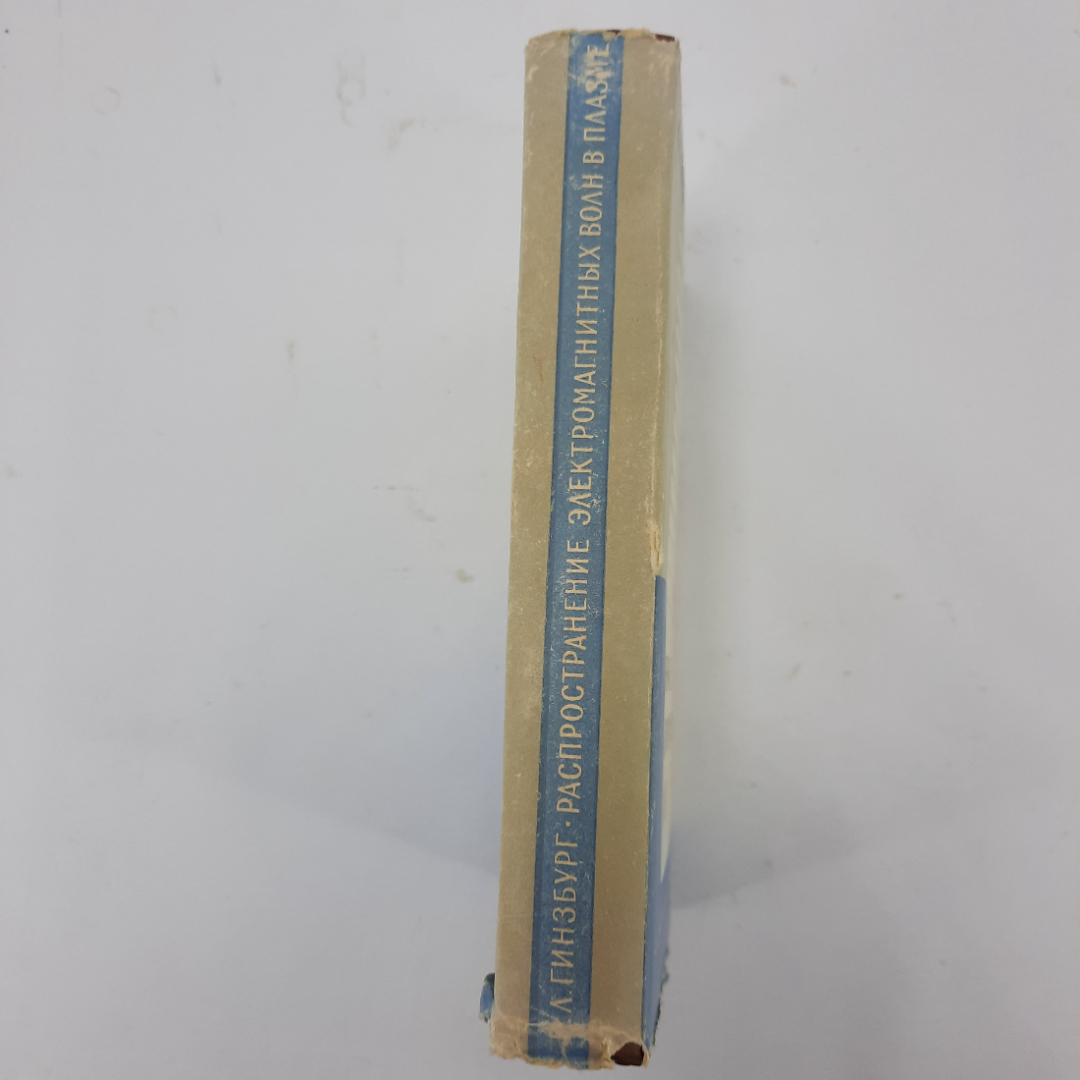 Л. ГИНЗБУРГ · РАСПРОСТРАНЕНИЕ ЭЛЕКТРОМАГНИТНЫХ ВОЛН В ПЛАЗМЕ